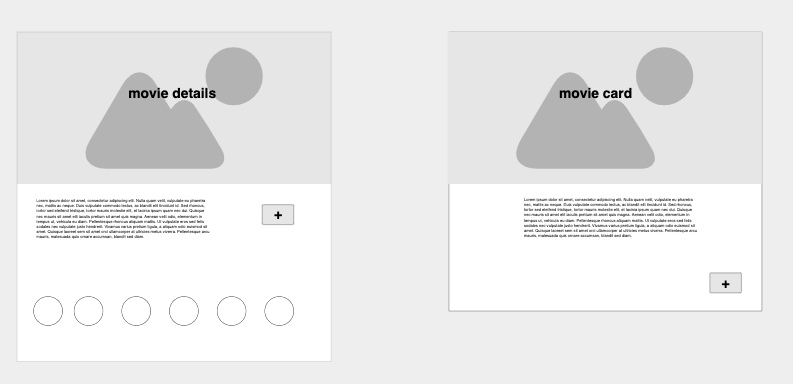 movie details
Lorem ipsum dolor sit amet, consectetur adipiscing elit. Nulla quam velit, vulputate eu pharetra
nec, mattis ac neque. Duis vulputate commodo lectus, ac blandit elit tincidunt id. Sed rhoncus,
tortor sed eleifend tristique, tortor mauris molestie elit, et lacinia ipsum quam nec dui. Quisque
nec mauris sit amet elit iaculis pretium sit amet quis magna. Aenean velit odio, elementum in
tempus ut, vehicula eu diam. Pellentesque rhoncus aliquam mattis. Ut vulputate eros sed felis
sodales nec vulputate justo hendrerit. Vivamus varius pretium ligula, a aliquam odio euismod sit
amet. Quisque laoreet sem sit amet orci ullamcorper at ultricies metus viverra. Pellentesque arcu
mauris, malesuada quis ornare accumsan, blandit sed diam.
+
movie card
Lorem ipsum dolor sit amet, consectetur adipiscing elit. Nulla quam velit, vulputate eu pharetra
nec, mattis ac neque. Duis vulputate commodo lectus, ac blandit elit tincidunt id. Sed rhoncus,
tortor sed eleifend tristique, tortor mauris molestie elit, et lacinia ipsum quam nec dui. Quisque
nec mauris sit amet elit iaculis pretium sit amet quis magna. Aenean velit odio, elementum in
tempus ut, vehicula eu diam. Pellentesque rhoncus aliquam mattis. Ut vulputate eros sed felis
sodales nec vulputate justo hendrerit. Vivamus varius pretium ligula, a aliquam odio euismod sit
amet. Quisque laoreet sem sit amet orci ullamcorper at ultricies metus viverra. Pellentesque arcu
mauris, malesuada quis ornare accumsan, blandit sed diam.
+